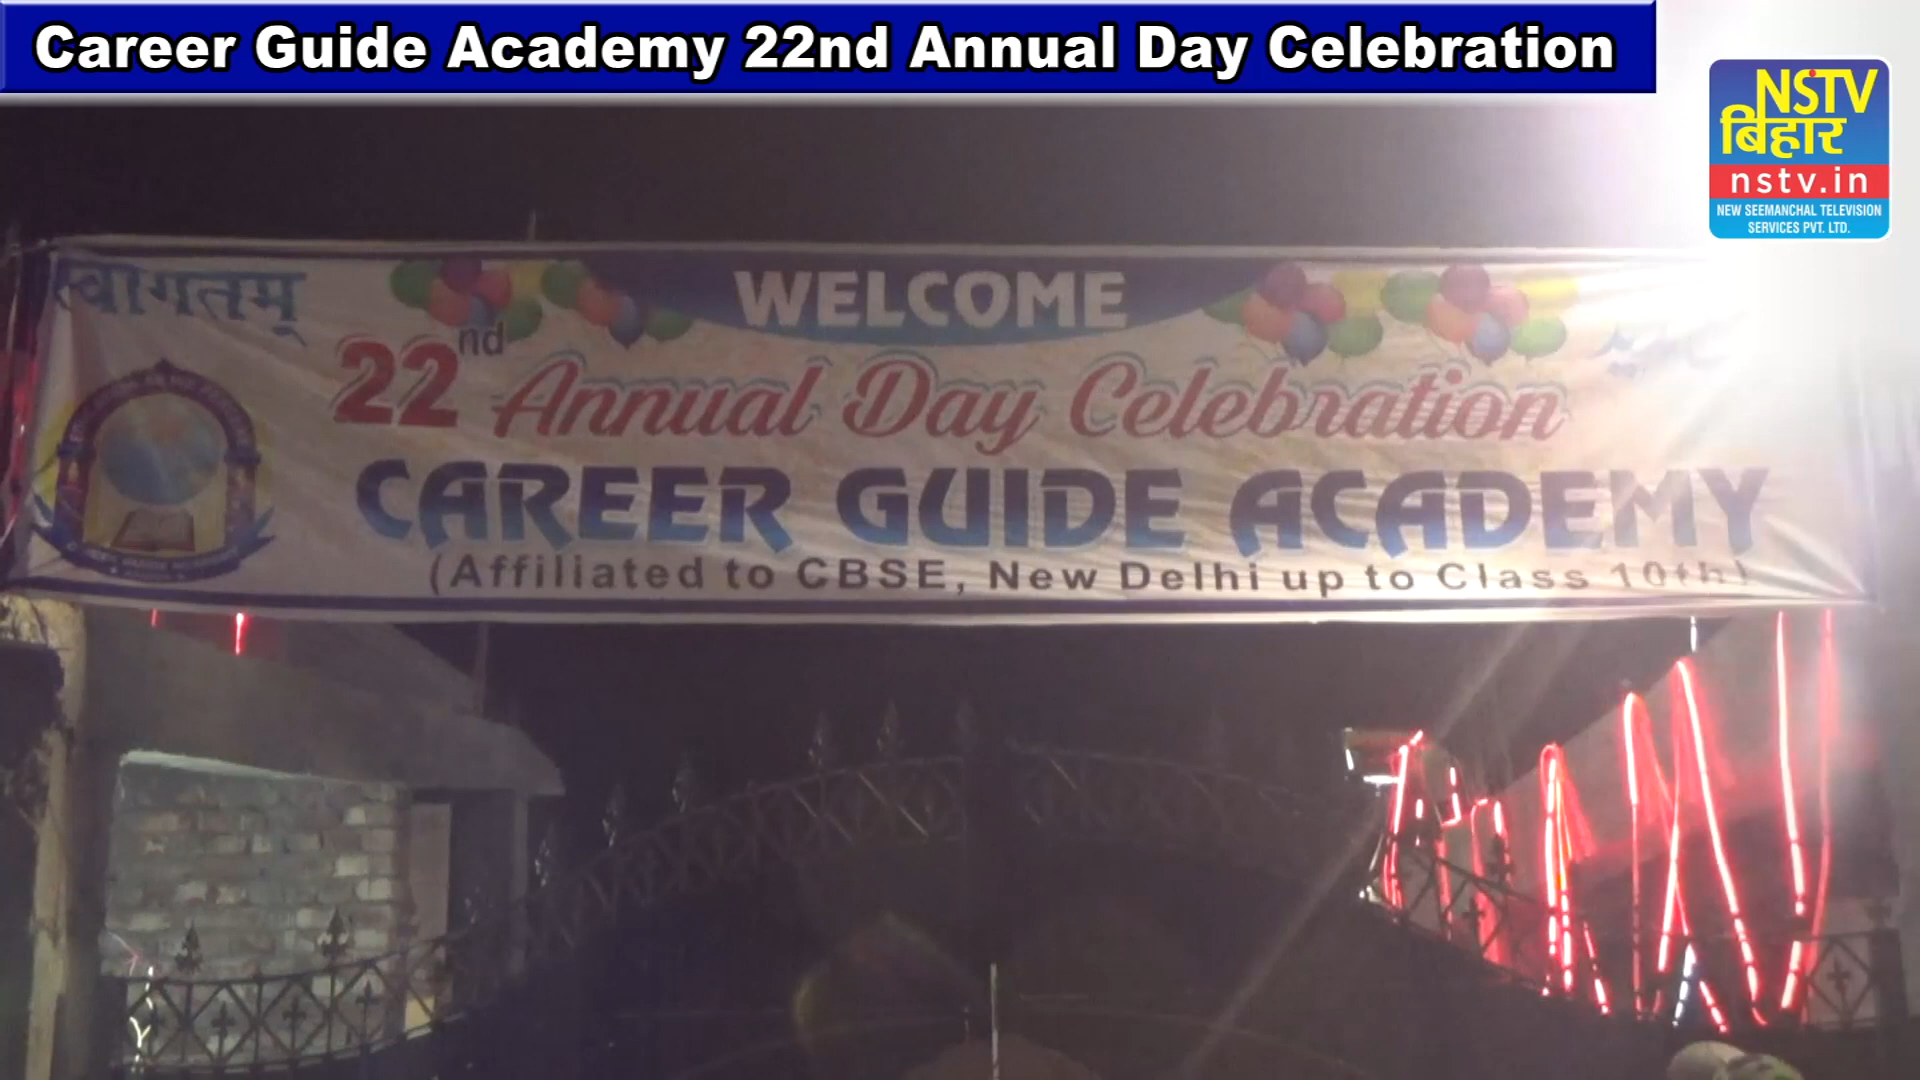 Career Guide Academy 22nd Annual Day Celebration
NSTV
बिहार
nstv.in
NEW SEEMANCHAL TELEVISION
SERVICES PVT. LTD.
स्वागतम्
WELCOME
22nd Annual Day Celebration
CAREER GUIDE ACADEMY
(Affiliated to CBSE, New Delhi up to Class 10th)